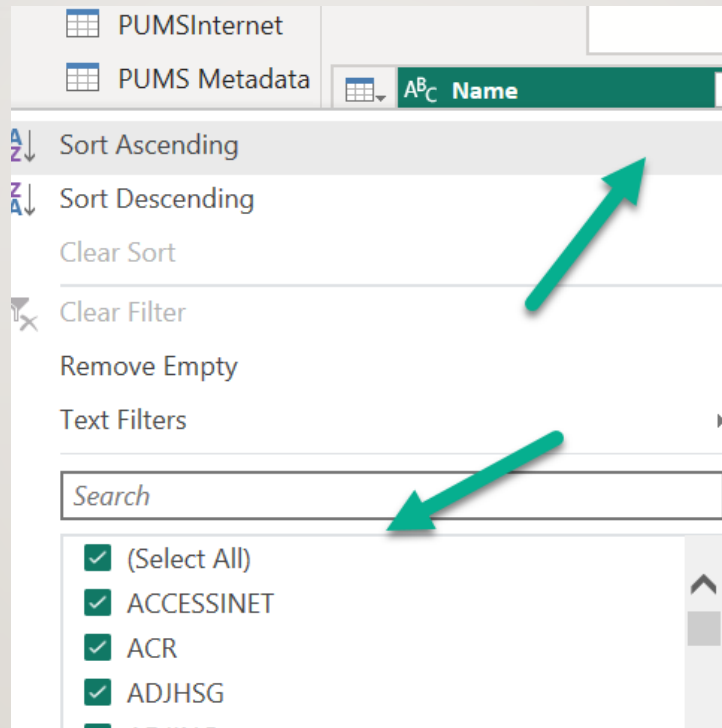 PUMSInternet
PUMS Metadata
ABC Name
Sort Ascending
Sort Descending
Clear Sort
Clear Filter
Remove Empty
Text Filters
Search
(Select All)
ACCESSINET
ACR
ADJHSG